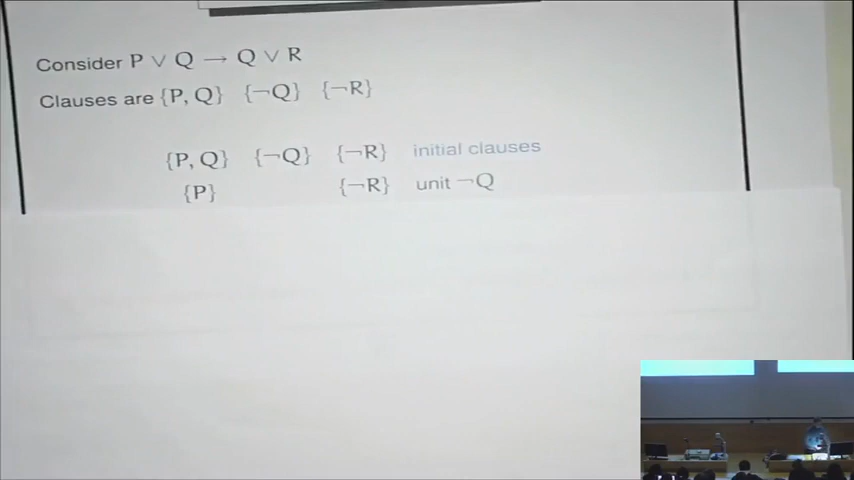 Consider P ∨ Q → Q ∨ R
Clauses are {P, Q} {¬Q} {¬R}
{P, Q} {¬Q} {¬R} initial clauses
{P} {¬R} unit ¬Q